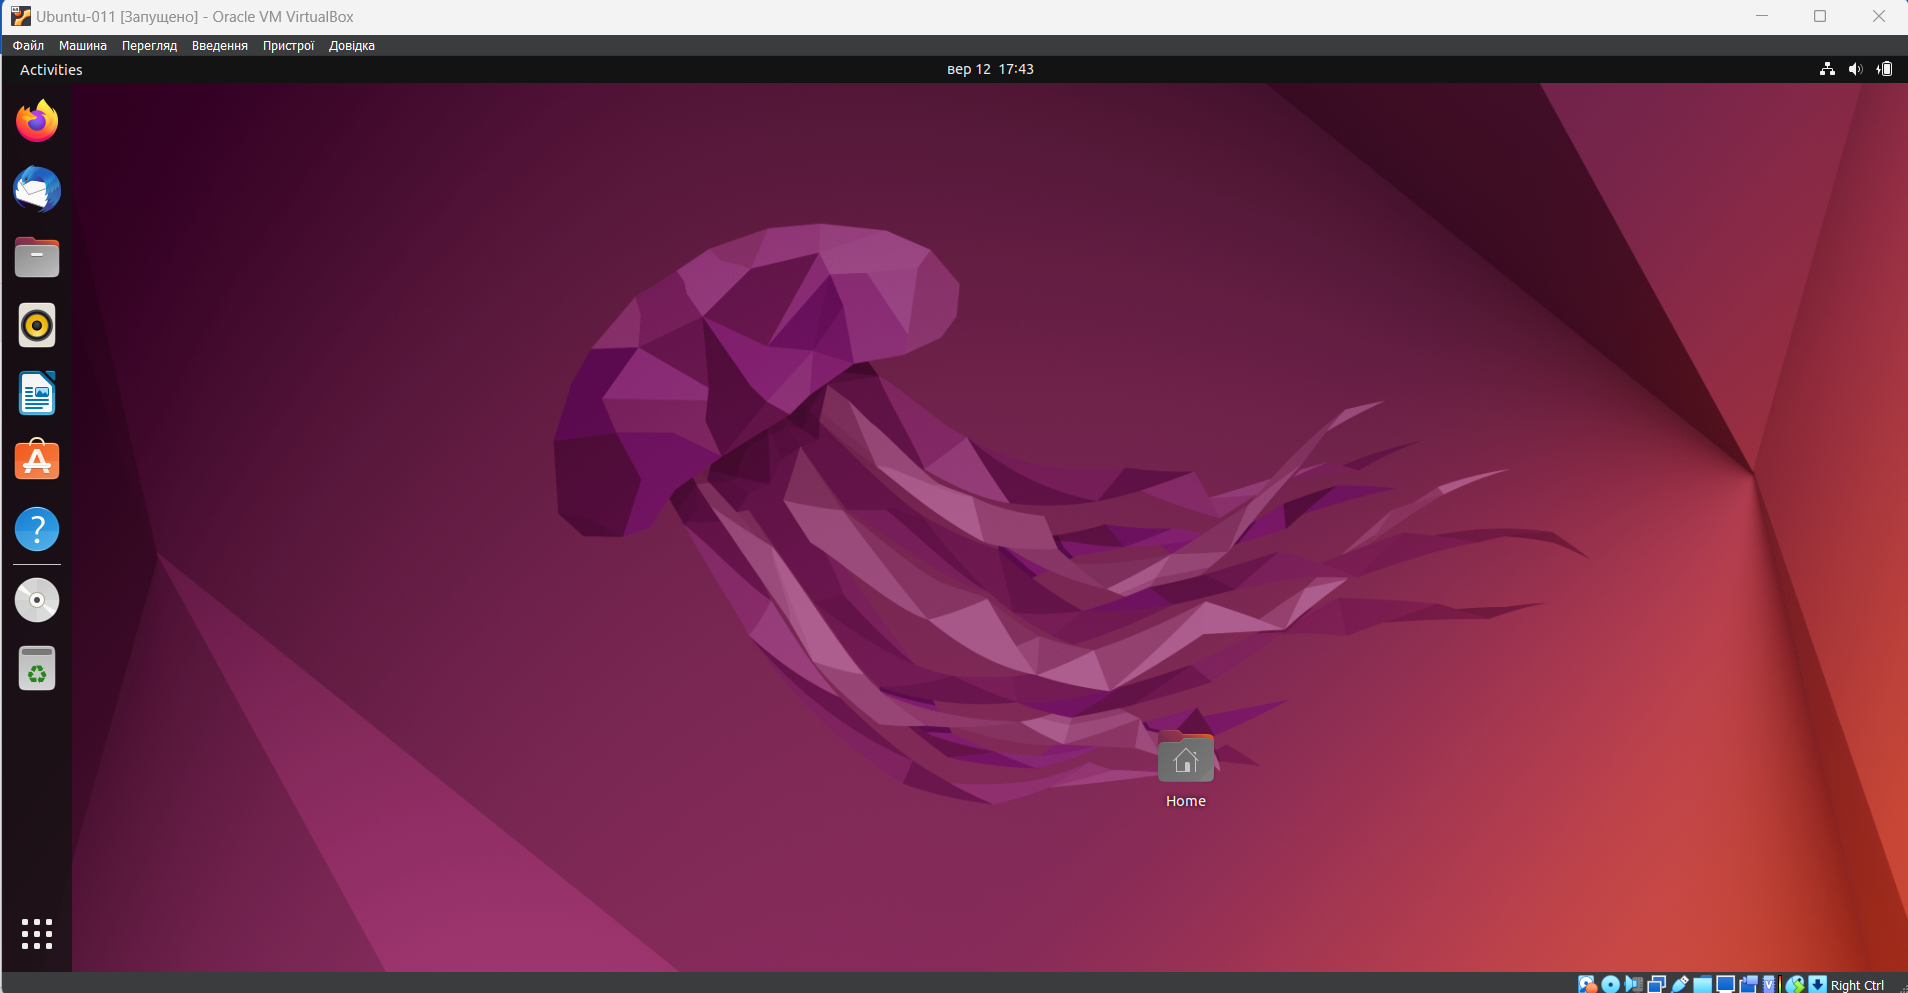 Ubuntu-011 [Запущено] - Oracle VM VirtualBox
Файл Машина Перегляд Введення Пристрої Довідка
Activities вер 12 17:43
Home
Right Ctrl